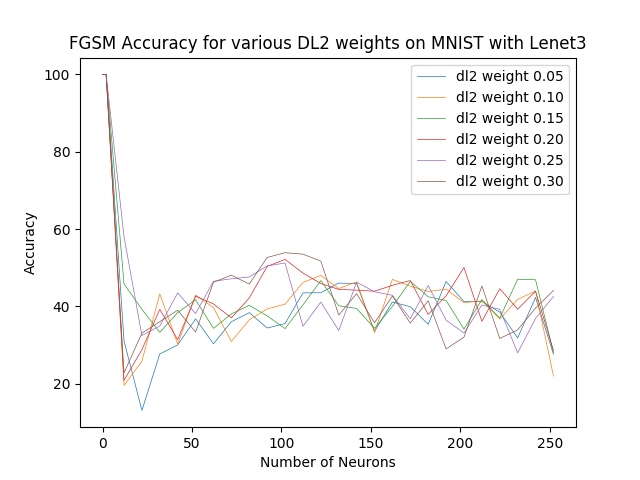 FGSM Accuracy for various DL2 weights on MNIST with Lenet3
dl2 weight 0.05
dl2 weight 0.10
dl2 weight 0.15
dl2 weight 0.20
dl2 weight 0.25
dl2 weight 0.30
100
80
60
40
20
Accuracy
0
50
100
150
200
250
Number of Neurons